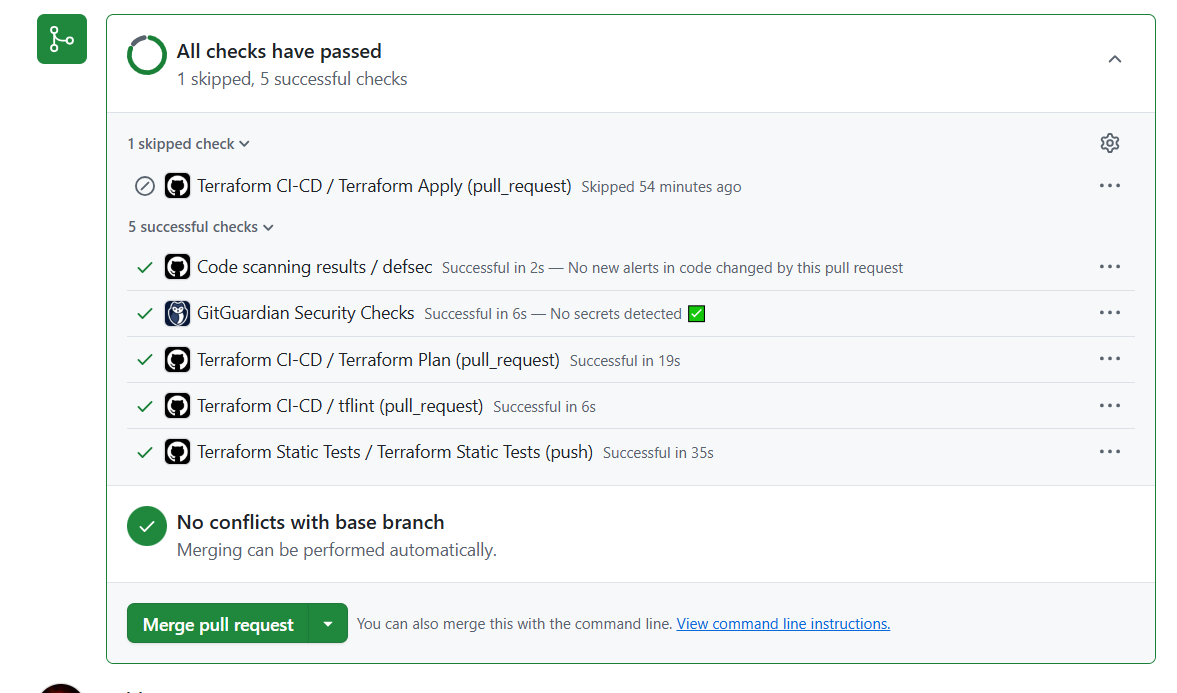 All checks have passed
1 skipped, 5 successful checks
1 skipped check
Terraform CI-CD / Terraform Apply (pull_request) Skipped 54 minutes ago
5 successful checks
Code scanning results / defsec Successful in 2s — No new alerts in code changed by this pull request
GitGuardian Security Checks Successful in 6s — No secrets detected ✅
Terraform CI-CD / Terraform Plan (pull_request) Successful in 19s
Terraform CI-CD / tflint (pull_request) Successful in 6s
Terraform Static Tests / Terraform Static Tests (push) Successful in 35s
No conflicts with base branch
Merging can be performed automatically.
Merge pull request You can also merge this with the command line. View command line instructions.